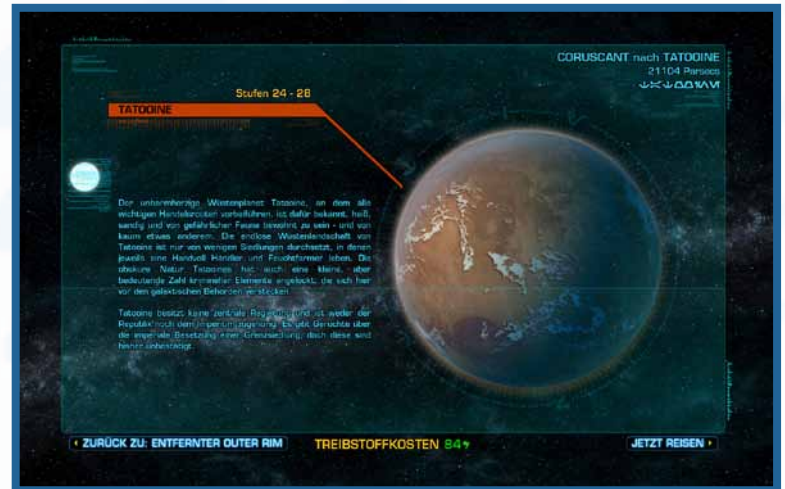 CORUSCANT nach TATOOINE
21104 Parsecs
Stufen 24 - 28
TATOOINE
Der unbarmherzige Wüstenplanet Tatooine, an dem alle
wichtigen Handelsrouten vorbeiführen, ist dafür bekannt, heiß,
sandig und von gefährlicher Fauna bewohnt zu sein - und von
kaum etwas anderem. Die endlose Wüstenlandschaft von
Tatooine ist nur von wenigen Siedlungen durchsetzt, in denen
jeweils eine Handvoll Händler und Feuchtfarmer leben. Die
obskure Natur Tatooines hat auch eine kleine, aber
bedeutende Zahl krimineller Elemente angelockt, die sich hier
vor den galaktischen Behörden verstecken.
Tatooine besitzt keine zentrale Regierung und ist weder der
Republik noch dem Imperium zugehörig. Es gibt Gerüchte über
die imperiale Besetzung einer Grenzsiedlung, doch diese sind
bisher unbestätigt.
ZURÜCK ZU: ENTFERNTER OUTER RIM
TREIBSTOFFKOSTEN 84
JETZT REISEN